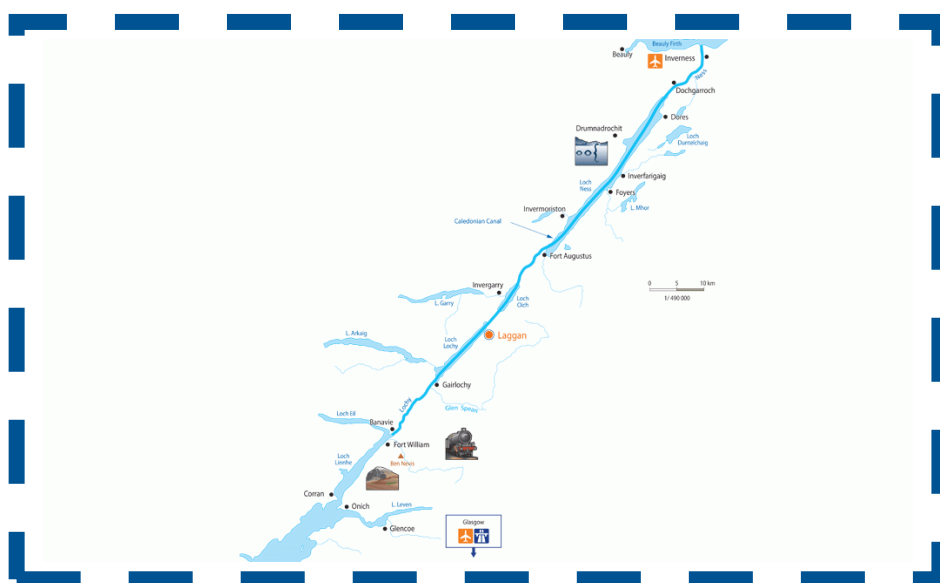 Beauly Firth
Beauly
Inverness
Ness
Dochgarroch
Dores
Drumnadrochit
Loch
Duntelchaig
Loch
Ness
Inverfarigaig
Foyers
L. Mhor
Invermoriston
Caledonian Canal
Fort Augustus
Invergarry
0 5 10 km
1/ 490 000
L. Garry
Loch
Oich
L. Arkaig
Loch
Lochy
Laggan
Gairlochy
Lochy
Glen Spean
Loch Eil
Banavie
Fort William
Loch
Linnhe
Ben Nevis
Corran
Onich
L. Leven
Glencoe
Glasgow